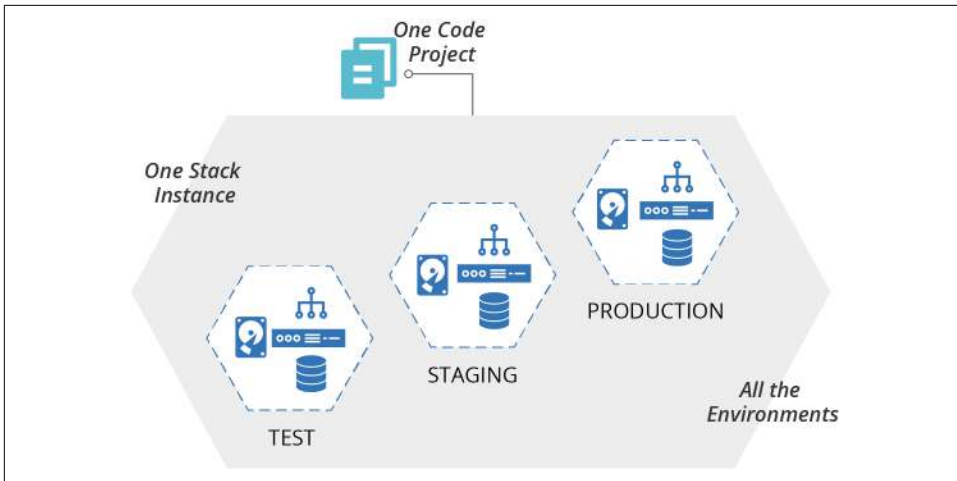 One Code
Project
One Stack
Instance
PRODUCTION
STAGING
All the
Environments
TEST